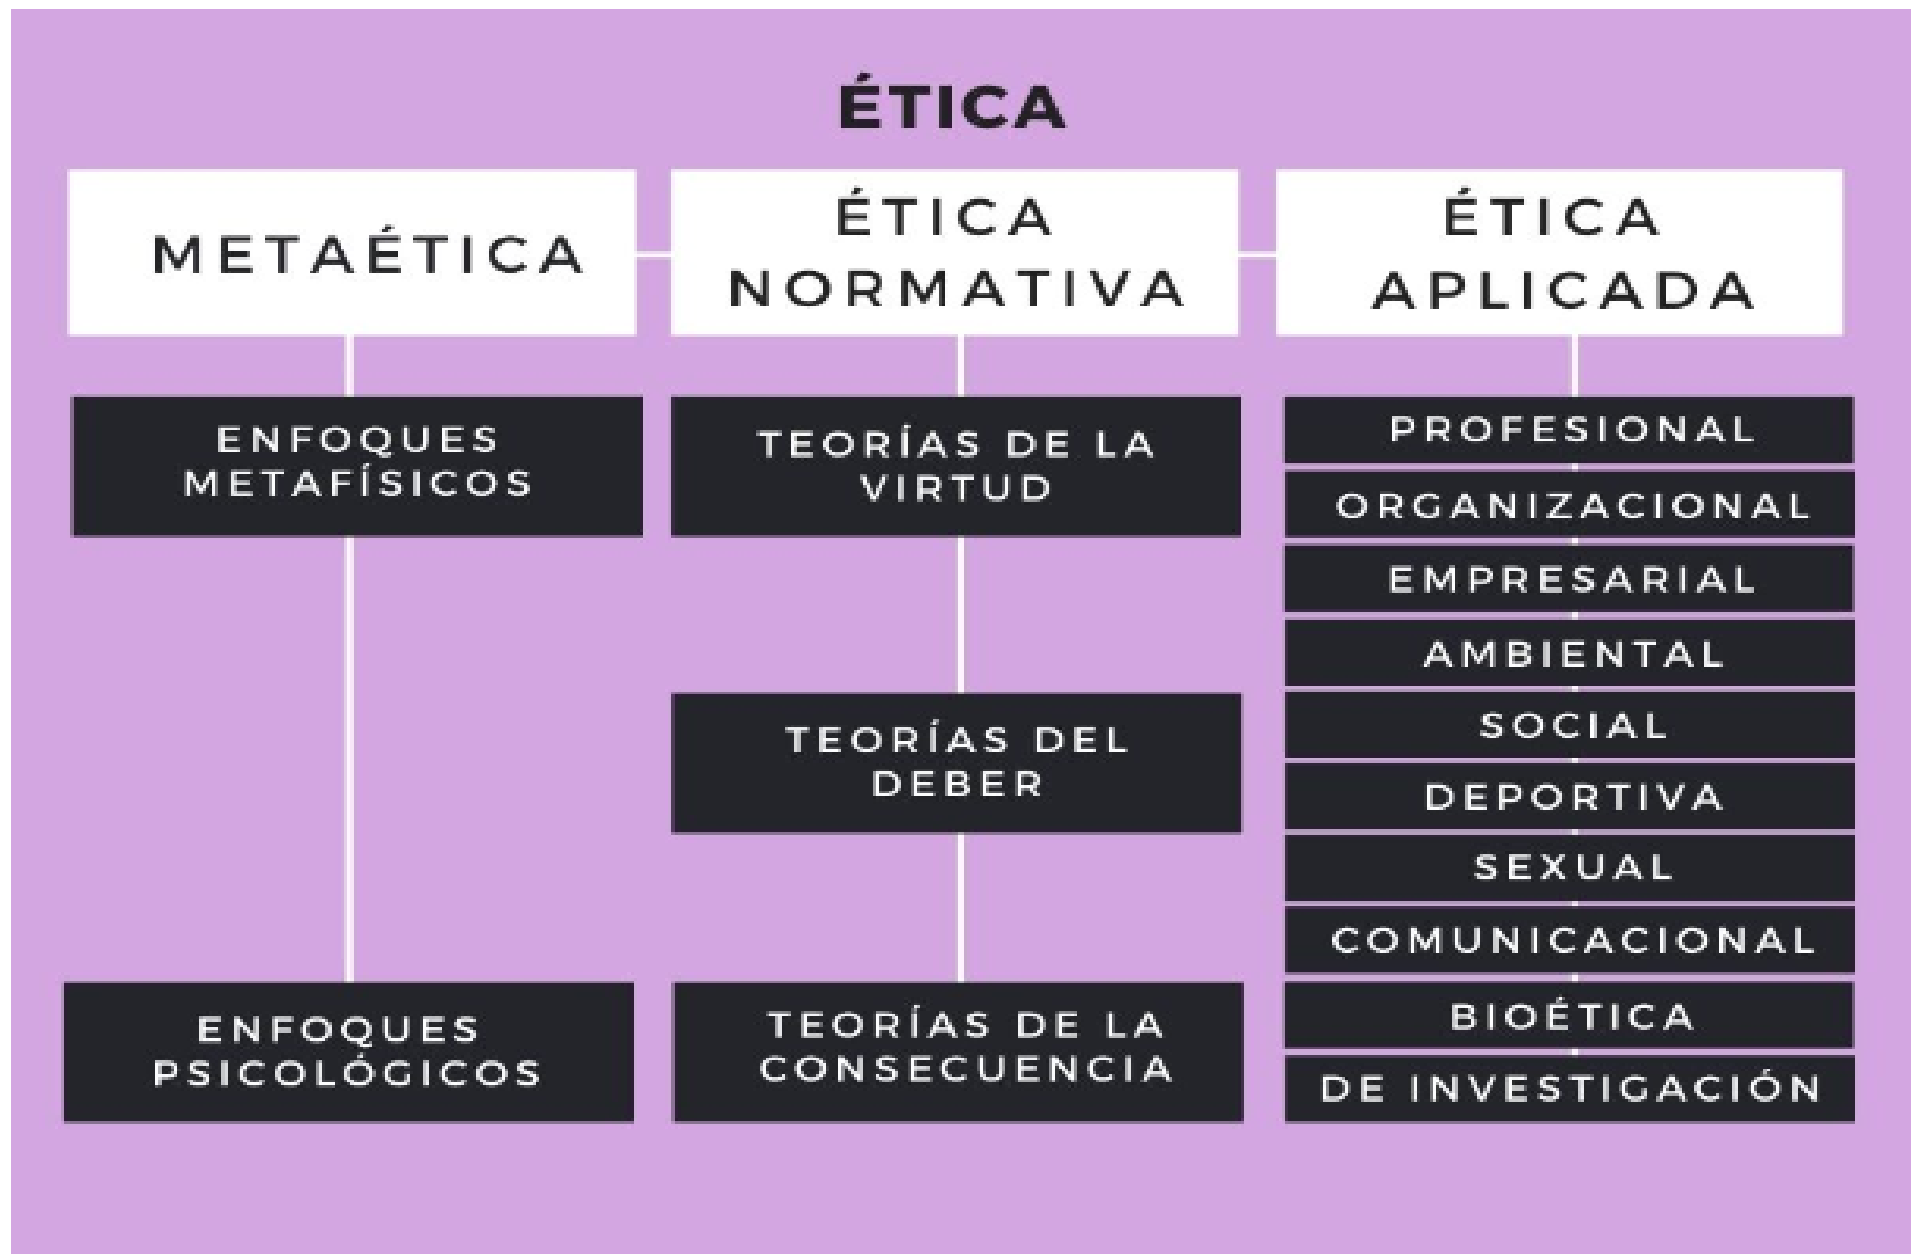 ÉTICA
METAÉTICA
ENFOQUES
METAFÍSICOS
ENFOQUES
PSICOLÓGICOS
ÉTICA
NORMATIVA
TEORÍAS DE LA
VIRTUD
TEORÍAS DEL
DEBER
TEORÍAS DE LA
CONSECUENCIA
ÉTICA
APLICADA
PROFESIONAL
ORGANIZACIONAL
EMPRESARIAL
AMBIENTAL
SOCIAL
DEPORTIVA
SEXUAL
COMUNICACIONAL
BIOÉTICA
DE INVESTIGACIÓN